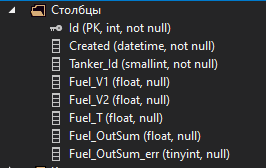 Столбцы
Id (PK, int, not null)
Created (datetime, not null)
Tanker_Id (smallint, not null)
Fuel_V1 (float, null)
Fuel_V2 (float, null)
Fuel_T (float, null)
Fuel_OutSum (float, null)
Fuel_OutSum_err (tinyint, null)